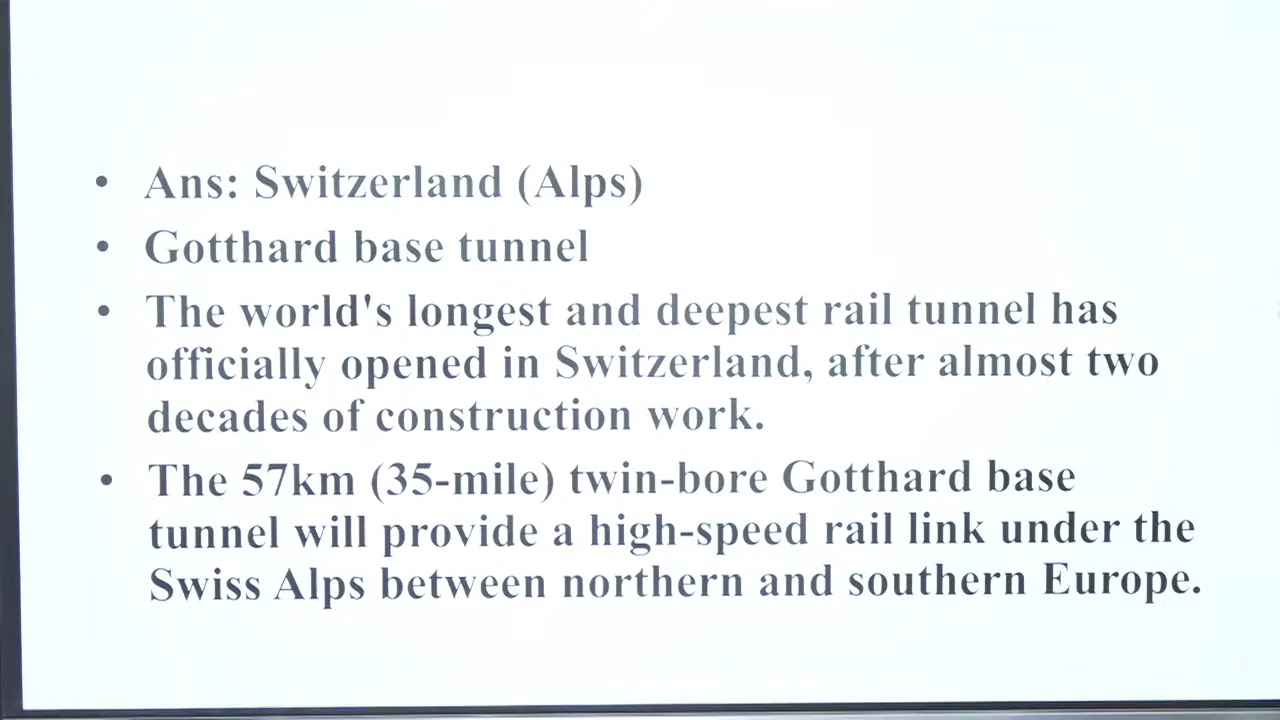 • Ans: Switzerland (Alps)
• Gotthard base tunnel
• The world's longest and deepest rail tunnel has
officially opened in Switzerland, after almost two
decades of construction work.
• The 57km (35-mile) twin-bore Gotthard base
tunnel will provide a high-speed rail link under the
Swiss Alps between northern and southern Europe.